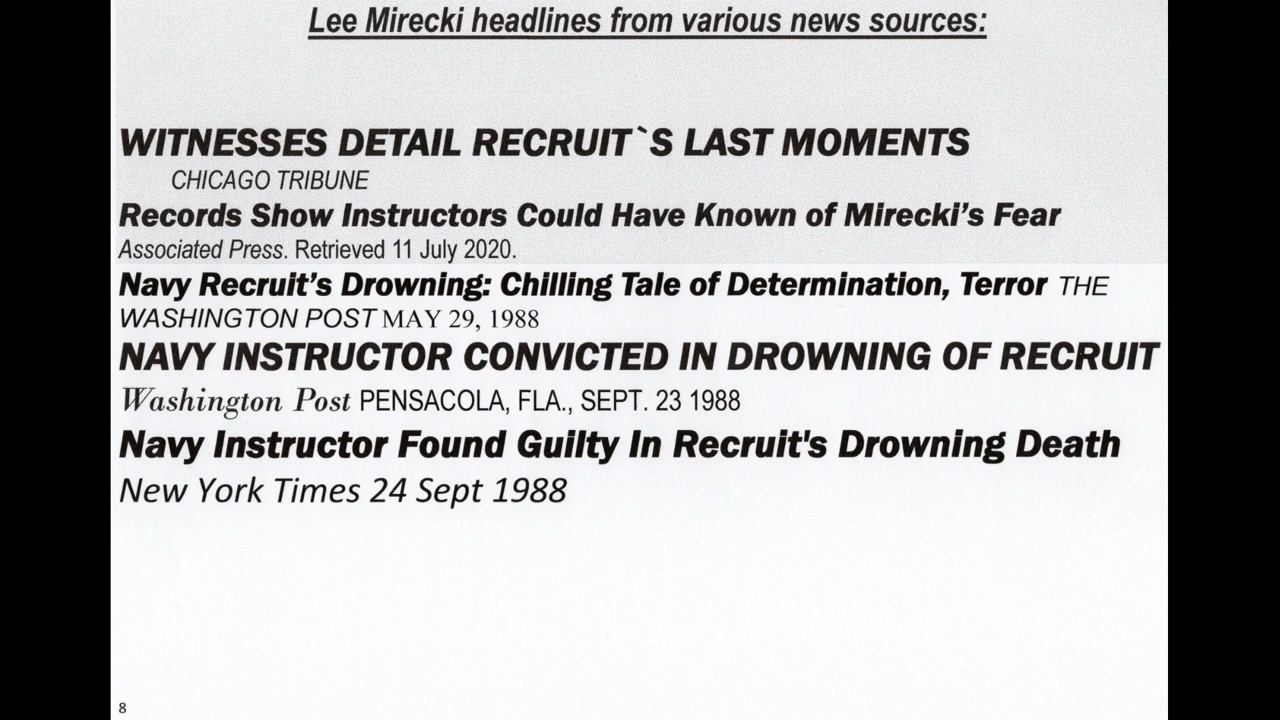 Lee Mirecki headlines from various news sources:
WITNESSES DETAIL RECRUIT`S LAST MOMENTS
CHICAGO TRIBUNE
Records Show Instructors Could Have Known of Mirecki’s Fear
Associated Press. Retrieved 11 July 2020.
Navy Recruit’s Drowning: Chilling Tale of Determination, Terror THE
WASHINGTON POST MAY 29, 1988
NAVY INSTRUCTOR CONVICTED IN DROWNING OF RECRUIT
Washington Post PENSACOLA, FLA., SEPT. 23 1988
Navy Instructor Found Guilty In Recruit's Drowning Death
New York Times 24 Sept 1988
8